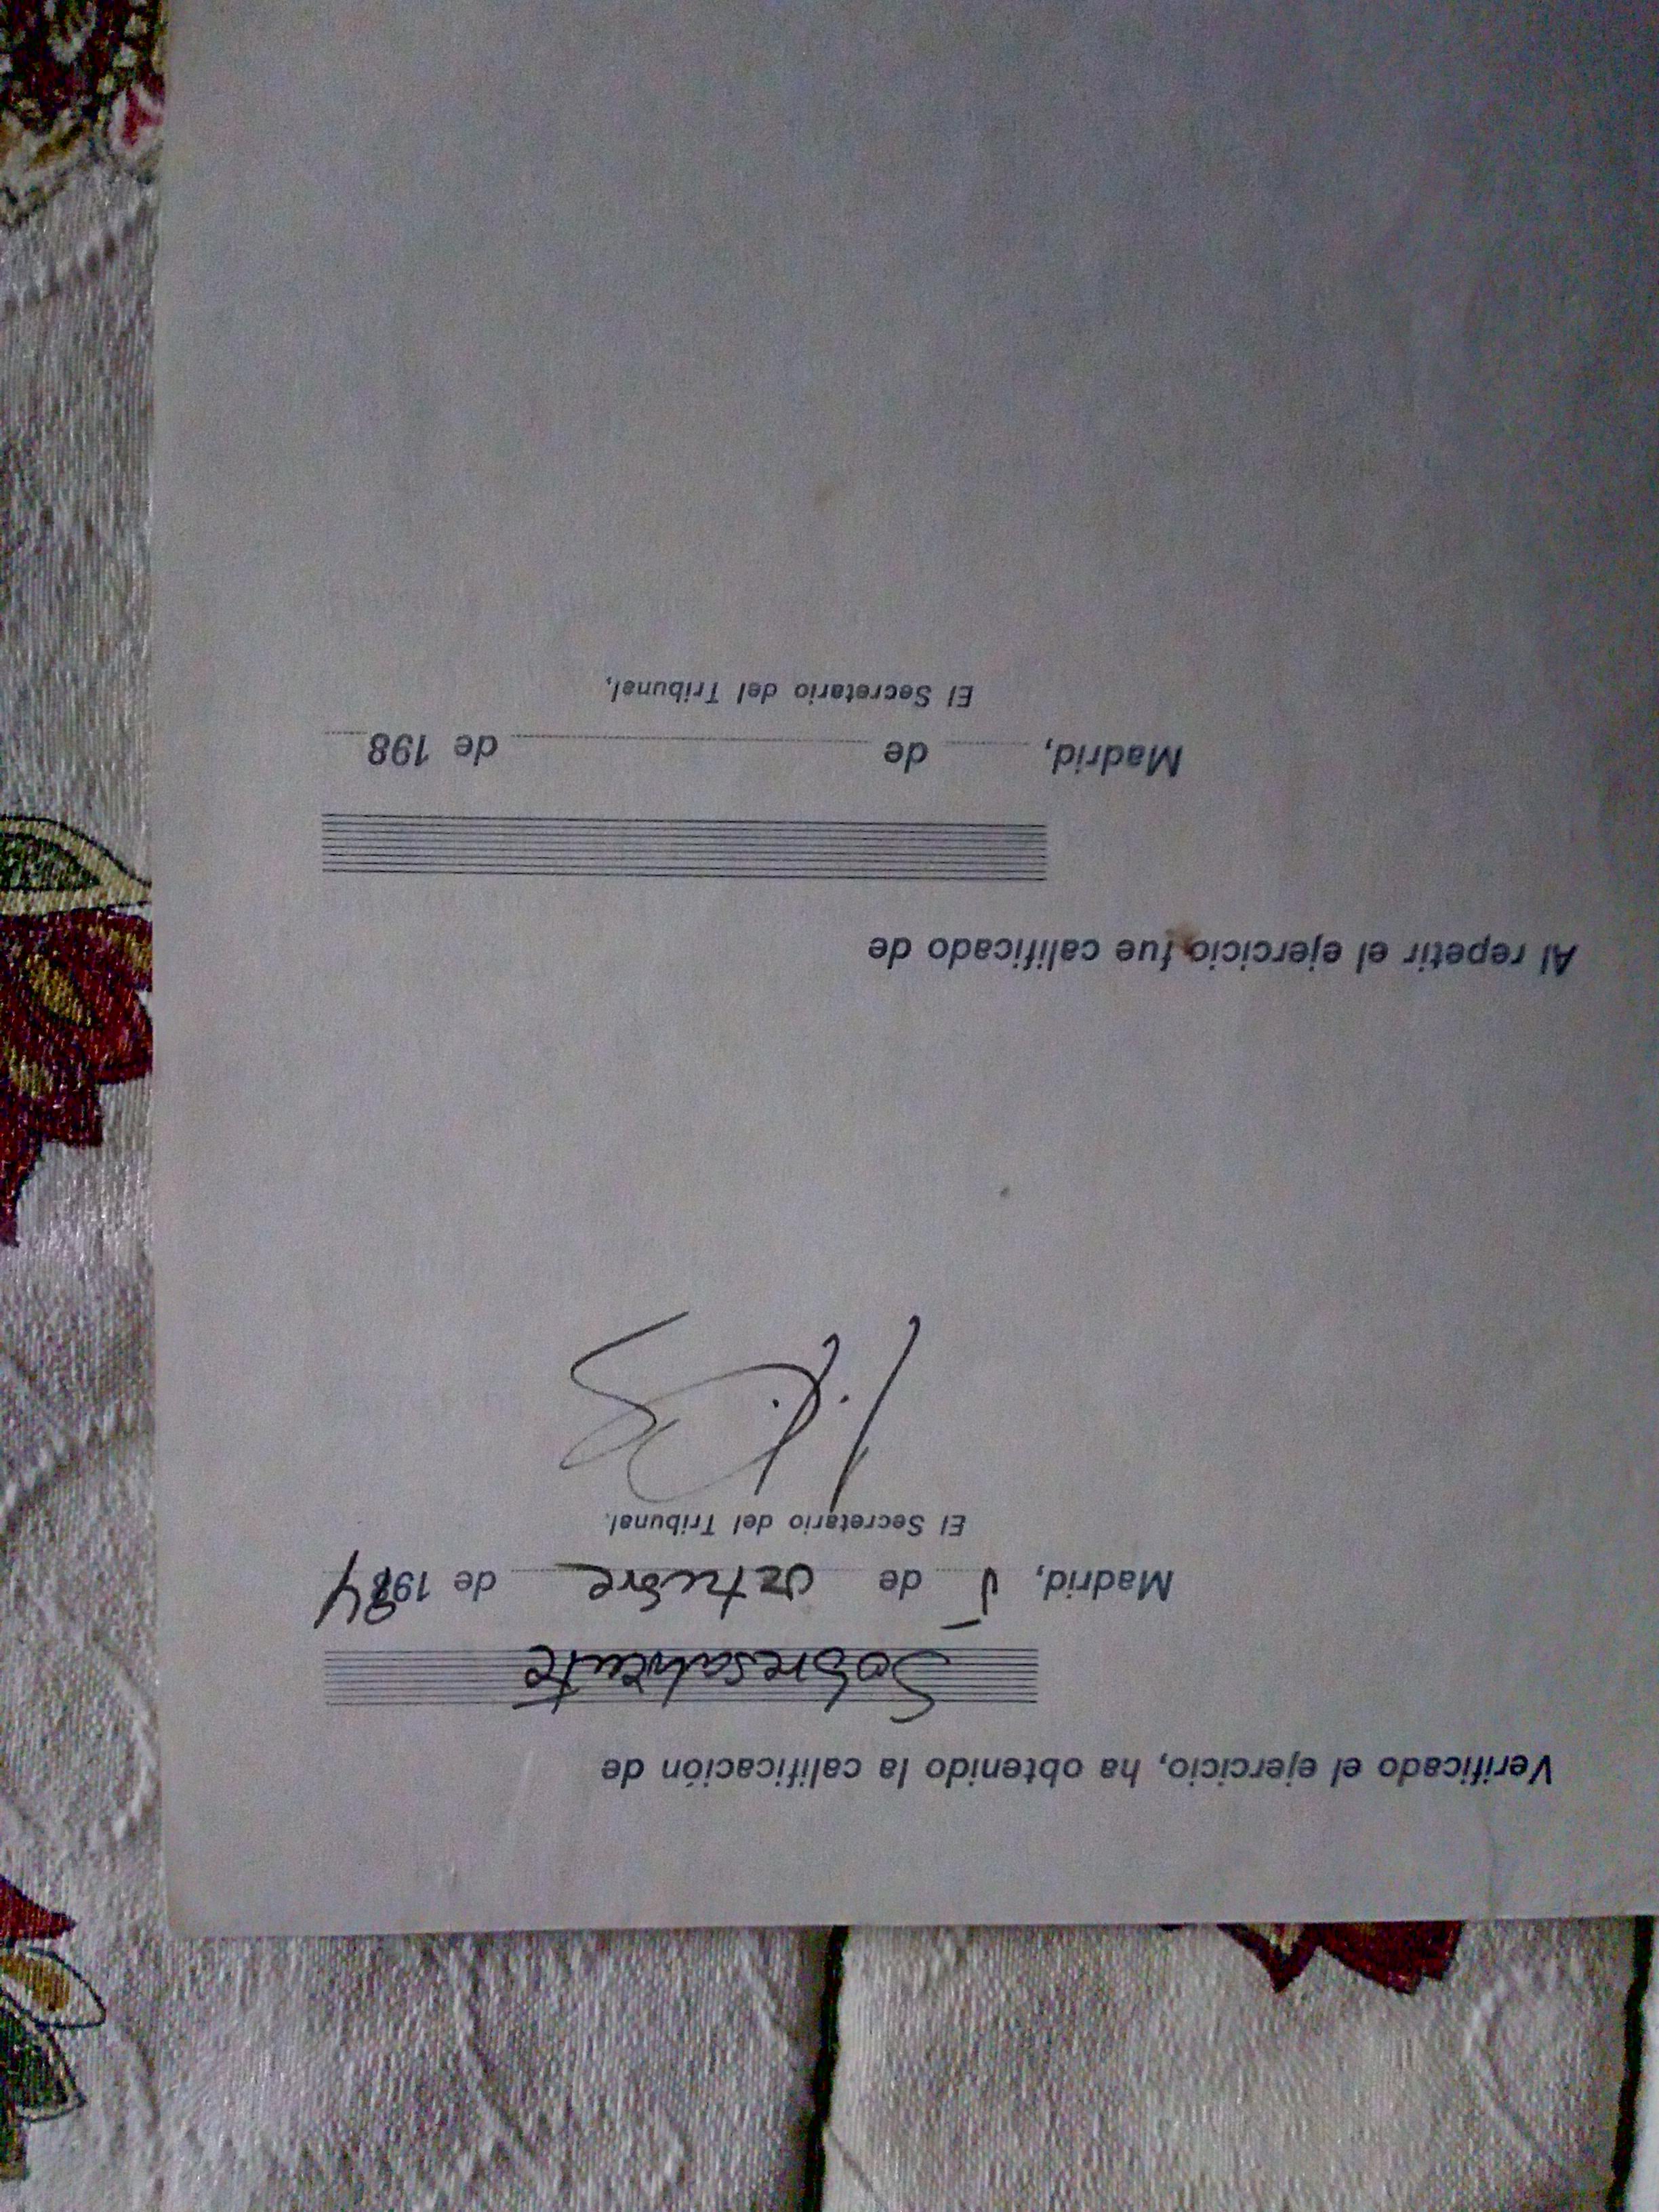 Verificado el ejercicio, ha obtenido la calificación de
Sobresaliente
Madrid, 5 de octubre de 1984
El Secretario del Tribunal,
Al repetir el ejercicio fue calificado de
Madrid, de de 198
El Secretario del Tribunal,